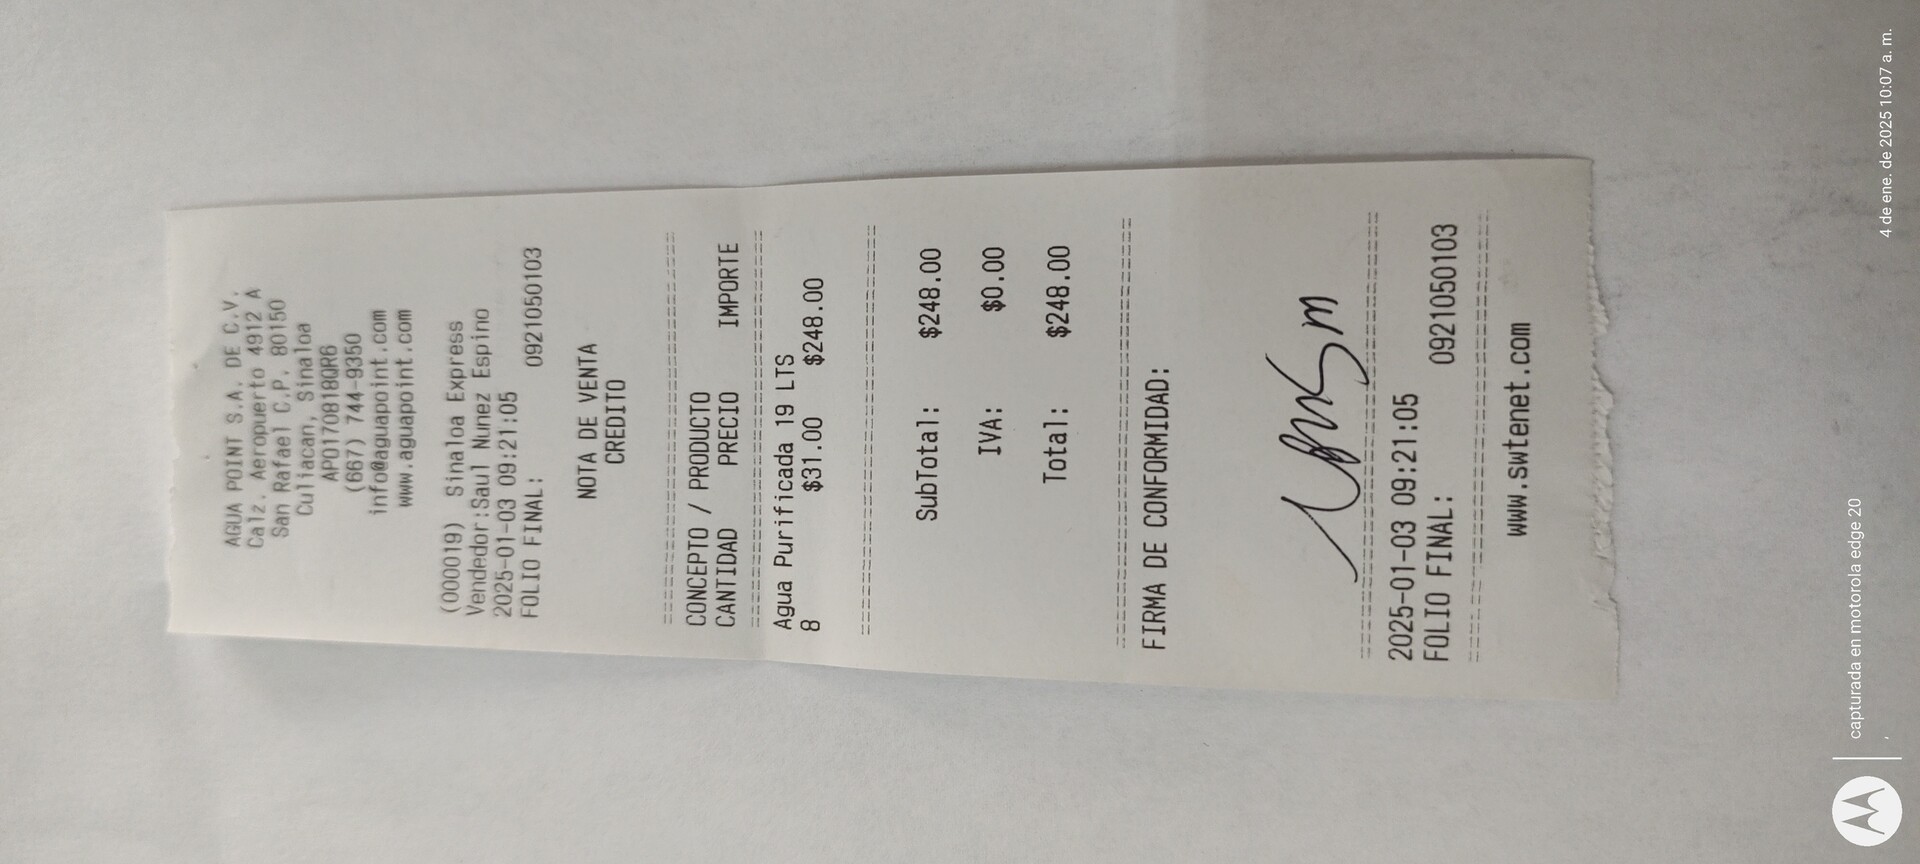 AGUA POINT S.A. DE C.V.
Calz. Aeropuerto 4912 A
San Rafael C.P. 80150
Culiacan, Sinaloa
APO170818QR6
(667) 744-9350
info@aguapoint.com
www.aguapoint.com
(000019) Sinaloa Express
Vendedor:Saul Nunez Espino
2025-01-03 09:21:05
FOLIO FINAL: 0921050103
NOTA DE VENTA
CREDITO
CONCEPTO / PRODUCTO
CANTIDAD PRECIO IMPORTE
Agua Purificada 19 LTS
8 $31.00 $248.00
SubTotal: $248.00
IVA: $0.00
Total: $248.00
FIRMA DE CONFORMIDAD:
2025-01-03 09:21:05
FOLIO FINAL: 0921050103
www.swtenet.com
capturada en motorola edge 20
4 de ene. de 2025 10:07 a. m.